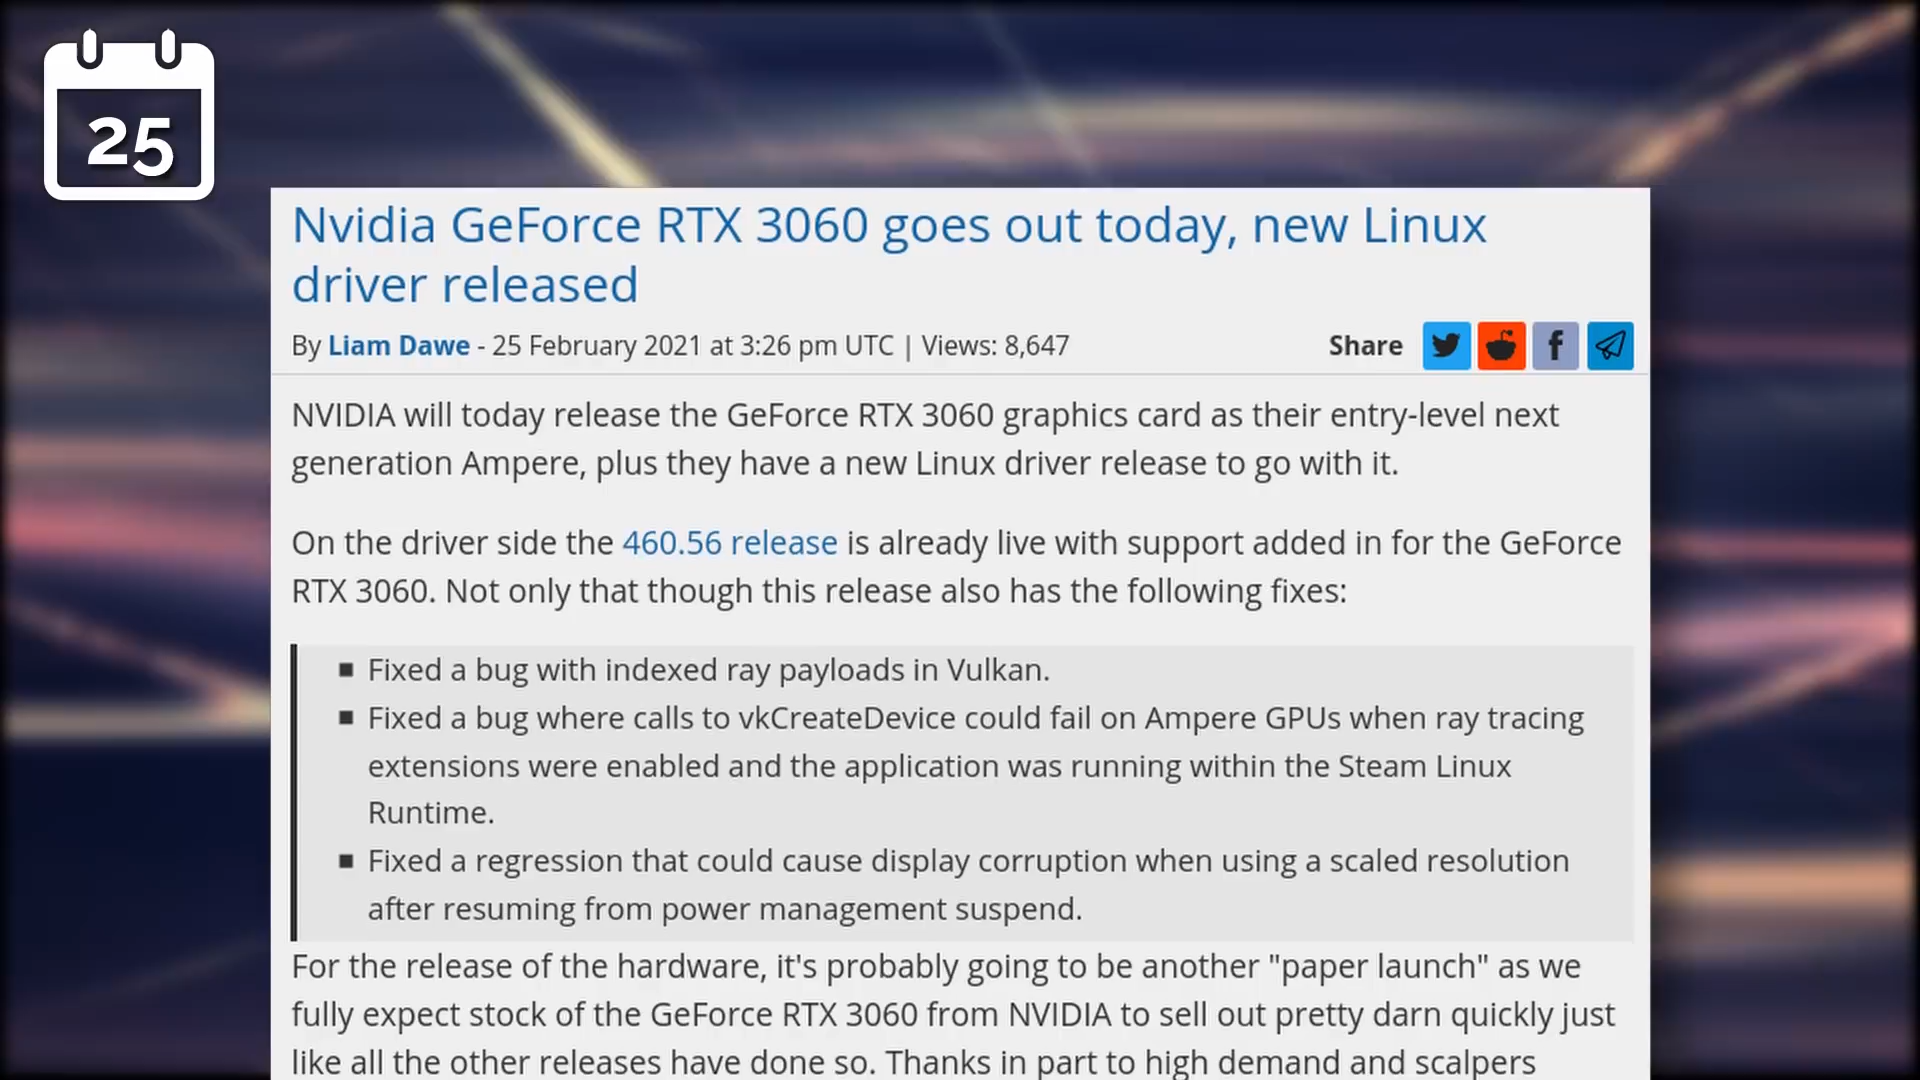 25
Nvidia GeForce RTX 3060 goes out today, new Linux
driver released
By Liam Dawe - 25 February 2021 at 3:26 pm UTC | Views: 8,647
Share
NVIDIA will today release the GeForce RTX 3060 graphics card as their entry-level next
generation Ampere, plus they have a new Linux driver release to go with it.
On the driver side the 460.56 release is already live with support added in for the GeForce
RTX 3060. Not only that though this release also has the following fixes:
■ Fixed a bug with indexed ray payloads in Vulkan.
■ Fixed a bug where calls to vkCreateDevice could fail on Ampere GPUs when ray tracing
extensions were enabled and the application was running within the Steam Linux
Runtime.
■ Fixed a regression that could cause display corruption when using a scaled resolution
after resuming from power management suspend.
For the release of the hardware, it's probably going to be another "paper launch" as we
fully expect stock of the GeForce RTX 3060 from NVIDIA to sell out pretty darn quickly just
like all the other releases have done so. Thanks in part to high demand and scalpers